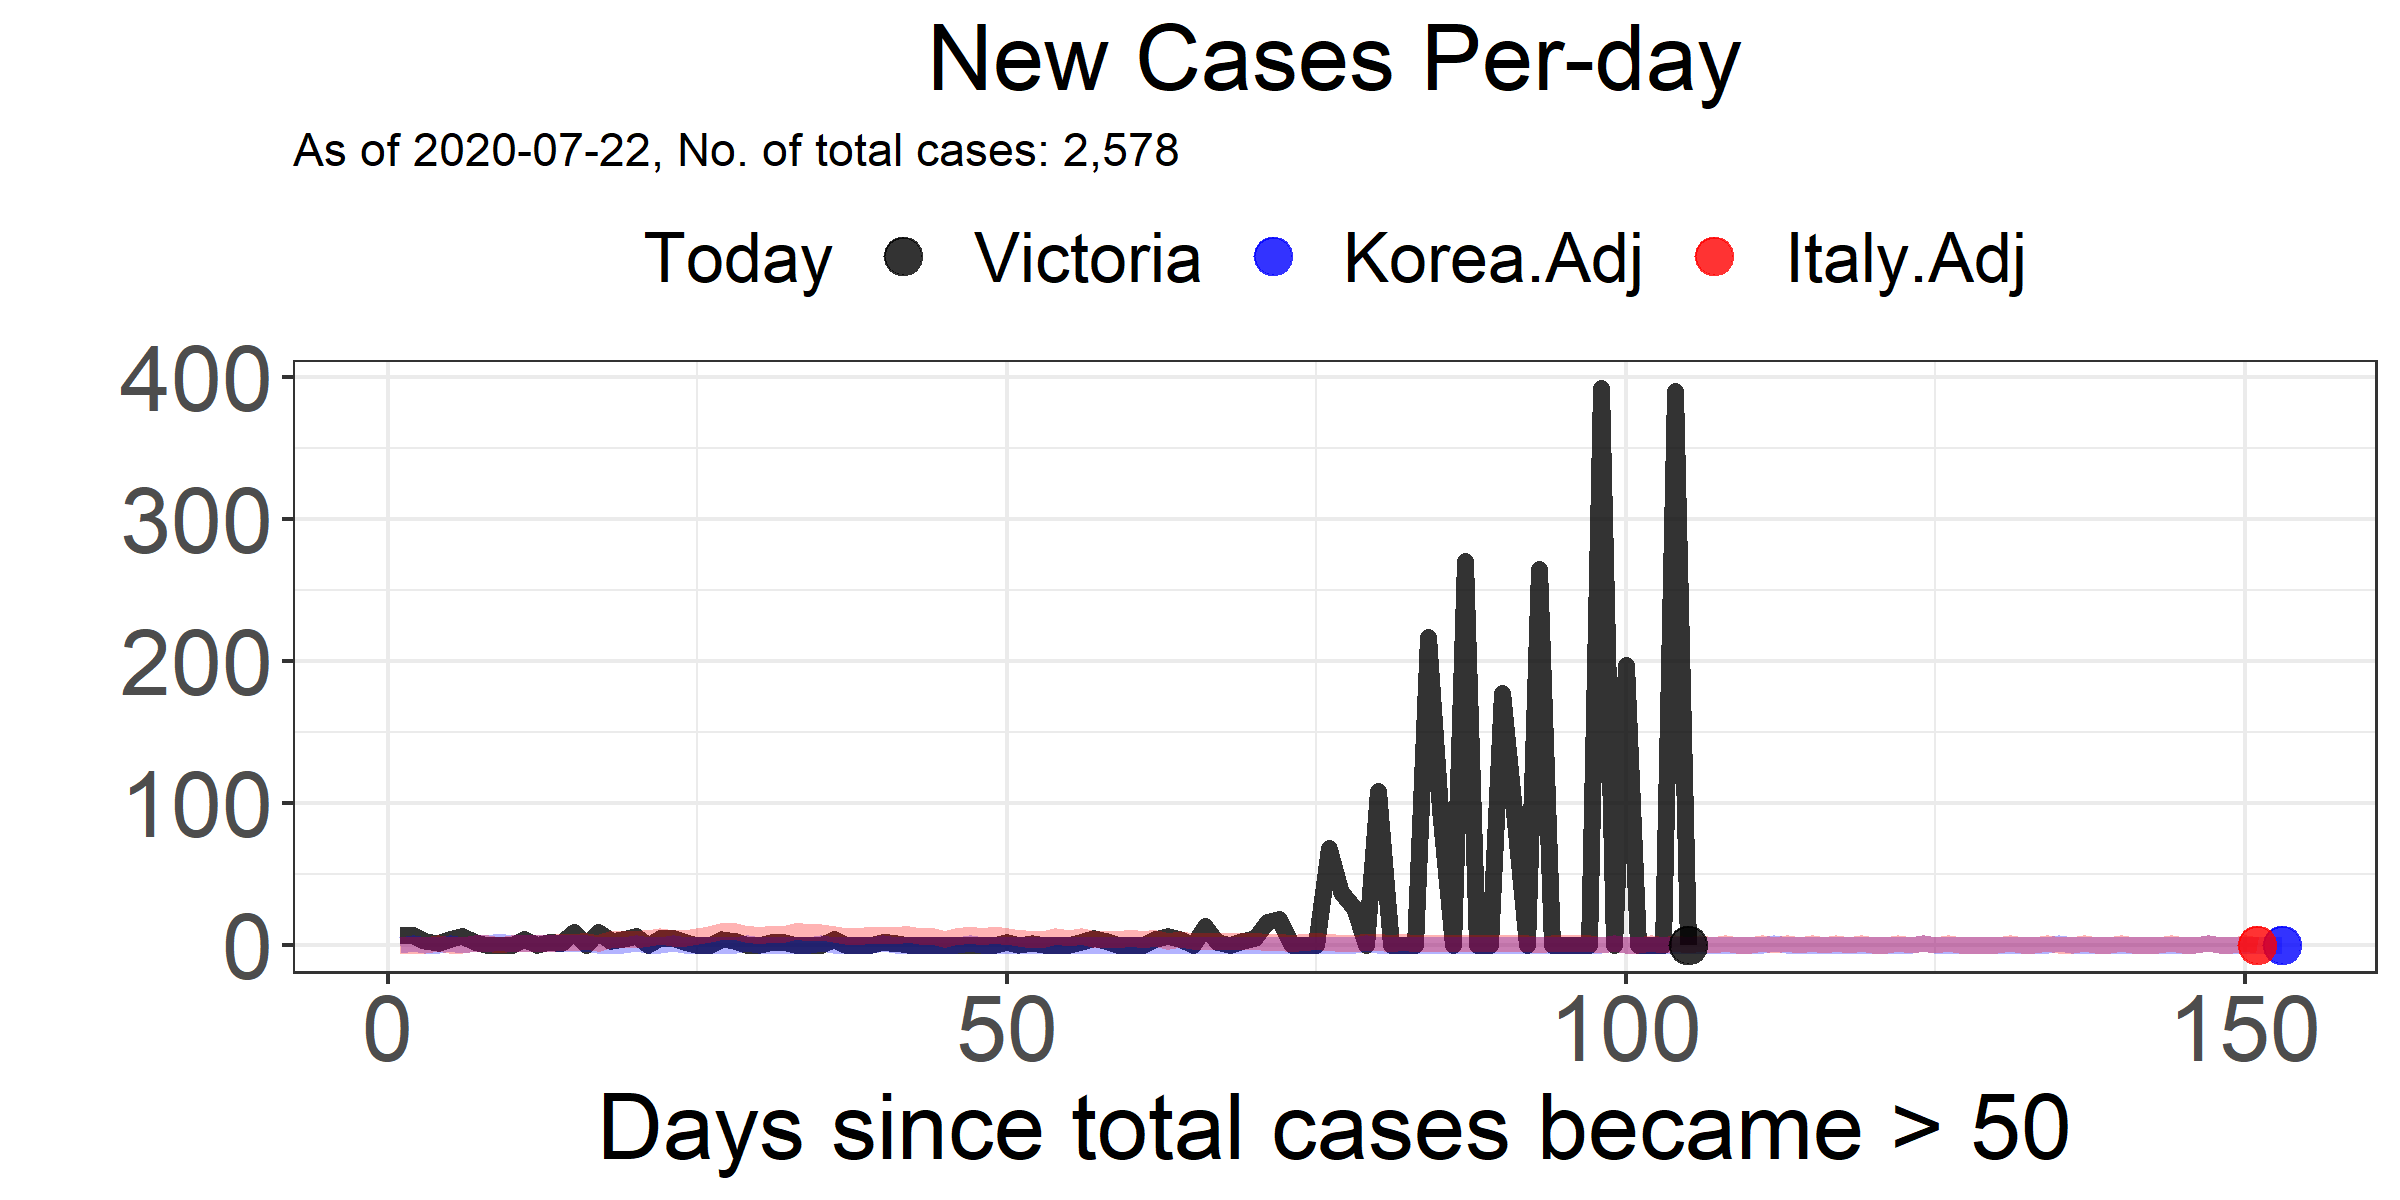 New Cases Per-day
As of 2020-07-22, No. of total cases: 2,578
Today Victoria Korea.Adj Italy.Adj
400
300
200
100
0
0 50 100 150
Days since total cases became > 50